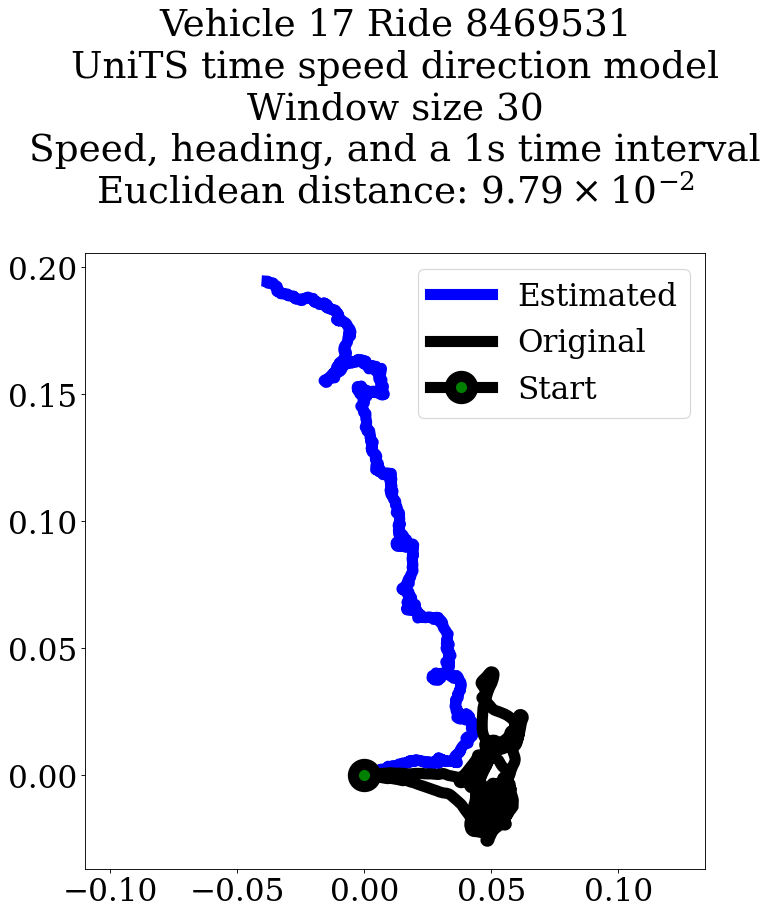 Vehicle 17 Ride 8469531
UniTS time speed direction model
Window size 30
Speed, heading, and a 1s time interval
Euclidean distance: 9.79 × 10⁻²
0.20
0.15
0.10
0.05
0.00
Estimated
Original
Start
−0.10 −0.05 0.00 0.05 0.10